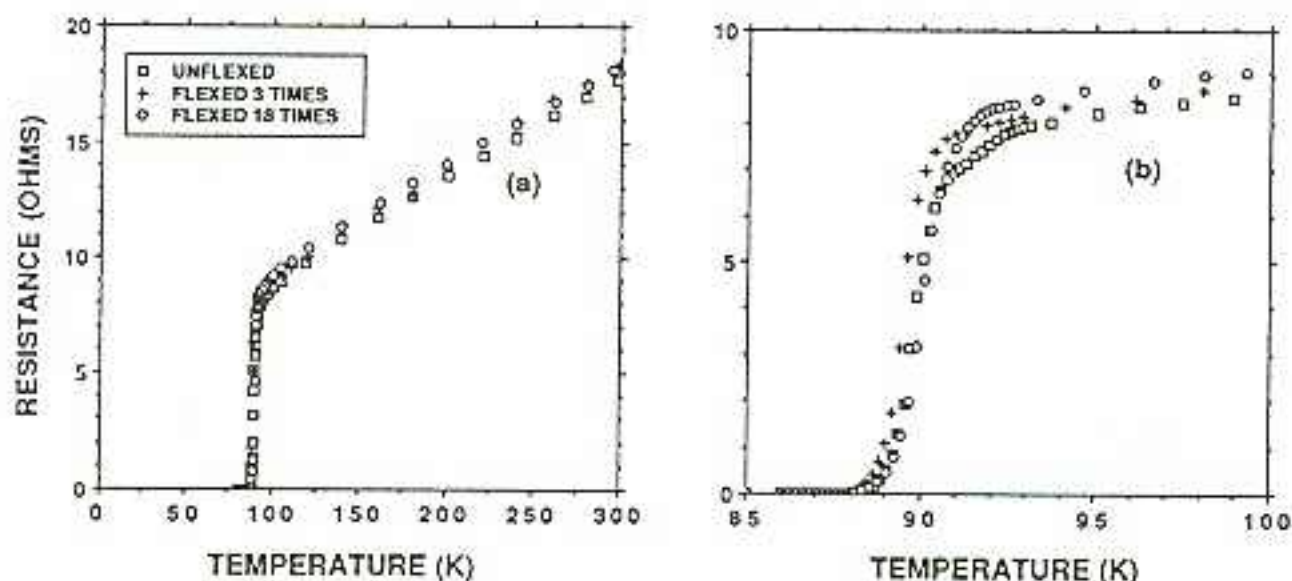 RESISTANCE (OHMS)
20
15
10
5
0
UNFLEXED
FLEXED 3 TIMES
FLEXED 18 TIMES
(a)
0 50 100 150 200 250 300
TEMPERATURE (K)
10
5
0
(b)
85 90 95 100
TEMPERATURE (K)